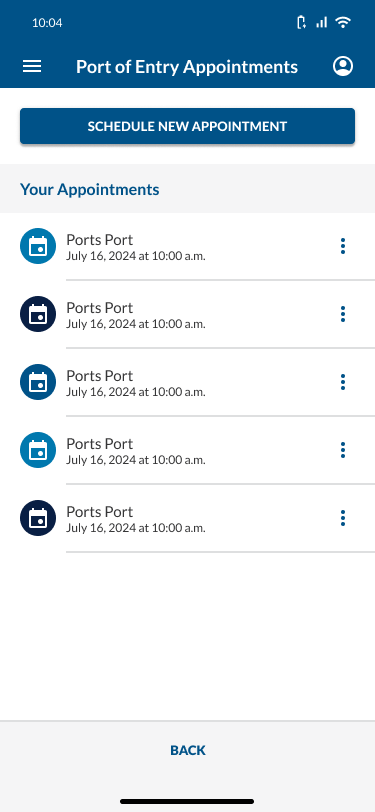 10:04
Port of Entry Appointments
SCHEDULE NEW APPOINTMENT
Your Appointments
Ports Port
July 16, 2024 at 10:00 a.m.
Ports Port
July 16, 2024 at 10:00 a.m.
Ports Port
July 16, 2024 at 10:00 a.m.
Ports Port
July 16, 2024 at 10:00 a.m.
Ports Port
July 16, 2024 at 10:00 a.m.
BACK